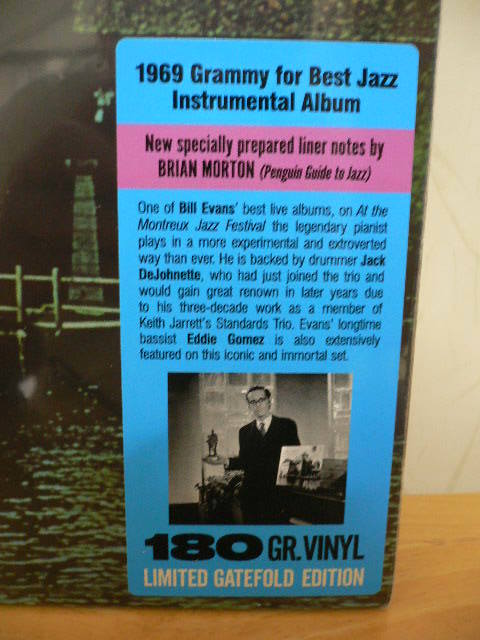 1969 Grammy for Best Jazz
Instrumental Album
New specially prepared liner notes by
BRIAN MORTON (Penguin Guide to Jazz)
One of Bill Evans' best live albums, on At the
Montreux Jazz Festival the legendary pianist
plays in a more experimental and extroverted
way than ever. He is backed by drummer Jack
DeJohnette, who had just joined the trio and
would gain great renown in later years due
to his three-decade work as a member of
Keith Jarrett's Standards Trio. Evans' longtime
bassist Eddie Gomez is also extensively
featured on this iconic and immortal set.
180 GR.VINYL
LIMITED GATEFOLD EDITION